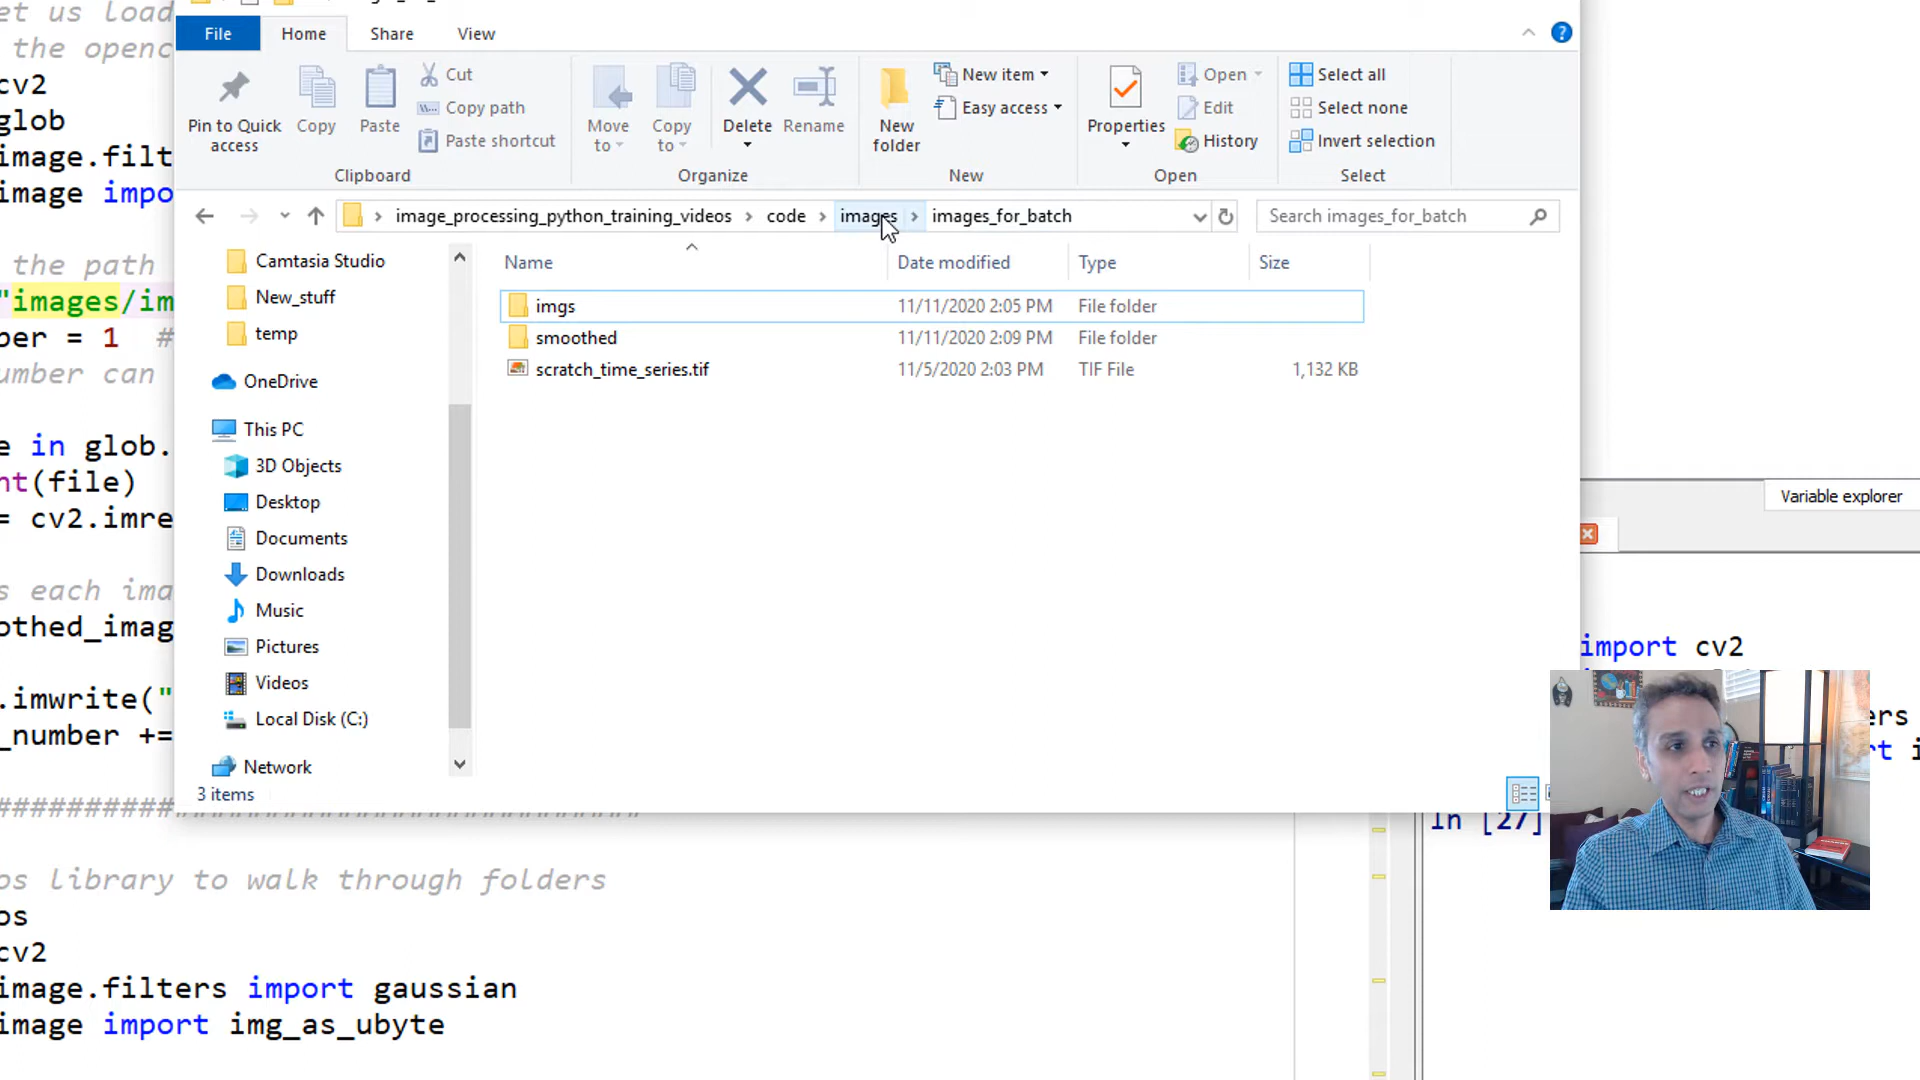 et us load
the openc
cv2
glob
image.filt
image impo
the path
"images/im
ber = 1 #
umber can
e in glob.
nt(file)
= cv2.imre
s each ima
othed_imag
.imwrite("
_number +=
File
Home
Share
View
Pin to Quick access
Copy
Paste
Cut
Copy path
Paste shortcut
Clipboard
Move to
Copy to
Delete
Rename
Organize
New folder
New item
Easy access
New
Properties
Open
Edit
History
Open
Select all
Select none
Invert selection
Select
image_processing_python_training_videos > code > images > images_for_batch
Search images_for_batch
Camtasia Studio
New_stuff
temp
OneDrive
This PC
3D Objects
Desktop
Documents
Downloads
Music
Pictures
Videos
Local Disk (C:)
Network
3 items
Name Date modified Type Size
imgs 11/11/2020 2:05 PM File folder
smoothed 11/11/2020 2:09 PM File folder
scratch_time_series.tif 11/5/2020 2:03 PM TIF File 1,132 KB
Variable explorer
import cv2
ers
rt i
In [27]
#####################################
os library to walk through folders
os
cv2
image.filters import gaussian
image import img_as_ubyte